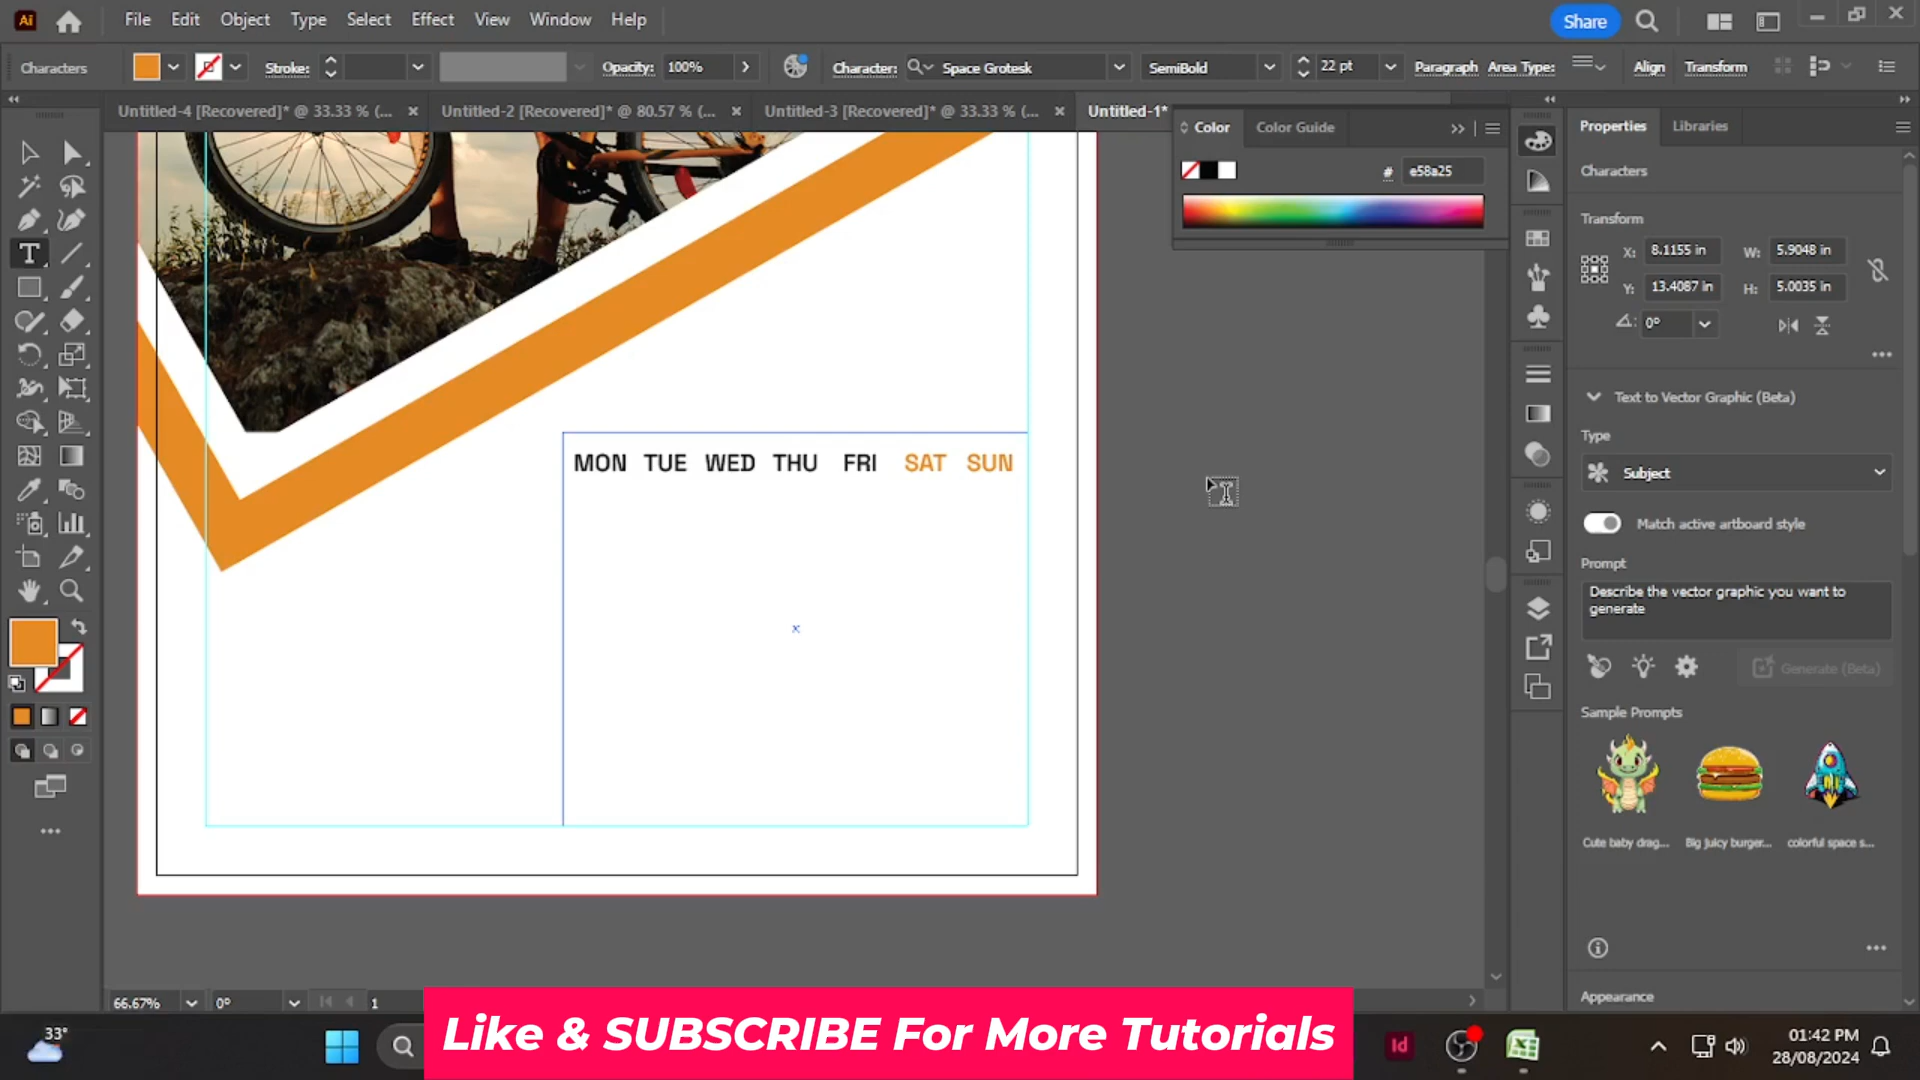 Ai
File Edit Object Type Select Effect View Window Help
Share
Characters
Stroke:
Opacity: 100%
Character: Space Grotesk
SemiBold
22 pt
Paragraph Area Type:
Align
Transform
Untitled-4 [Recovered]* @ 33.33 % (...
Untitled-2 [Recovered]* @ 80.57 % (...
Untitled-3 [Recovered]* @ 33.33 % (...
Untitled-1*
Color
Color Guide
# e58a25
MON TUE WED THU FRI SAT SUN
T
Properties
Libraries
Characters
Transform
X: 8.1155 in
W: 5.9048 in
Y: 13.4087 in
H: 5.0035 in
0°
Text to Vector Graphic (Beta)
Type
Subject
Match active artboard style
Prompt
Describe the vector graphic you want to
generate
Generate (Beta)
Sample Prompts
Cute baby drag...
Big juicy burger...
colorful space s...
Appearance
66.67%
0°
1
33°
Like & SUBSCRIBE For More Tutorials
Id
01:42 PM
28/08/2024